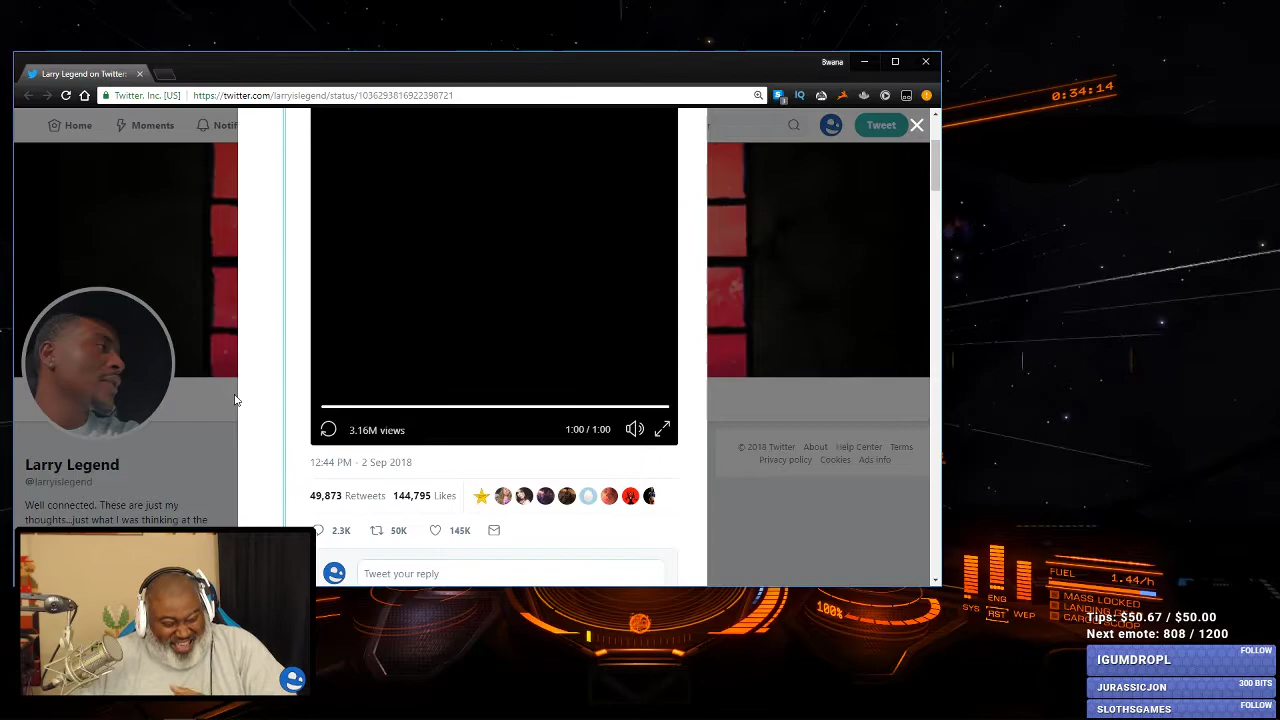 Bwana
Larry Legend on Twitter:
Twitter, Inc. [US] https://twitter.com/larryislegend/status/1036293816922398721
0:34:14
Home Moments Notif Tweet
3.16M views 1:00 / 1:00
12:44 PM - 2 Sep 2018
49,873 Retweets 144,795 Likes
2.3K 50K 145K
Tweet your reply
Larry Legend
@larryislegend
Well connected. These are just my
thoughts...just what I was thinking at the
© 2018 Twitter About Help Center Terms
Privacy policy Cookies Ads info
FUEL 1.44/h
MASS LOCKED
SYS ENG RST WEP
100%
Tips: $50.67 / $50.00
Next emote: 808 / 1200
IGUMDROPL FOLLOW
JURASSICJON 300 BITS
SLOTHSGAMES FOLLOW